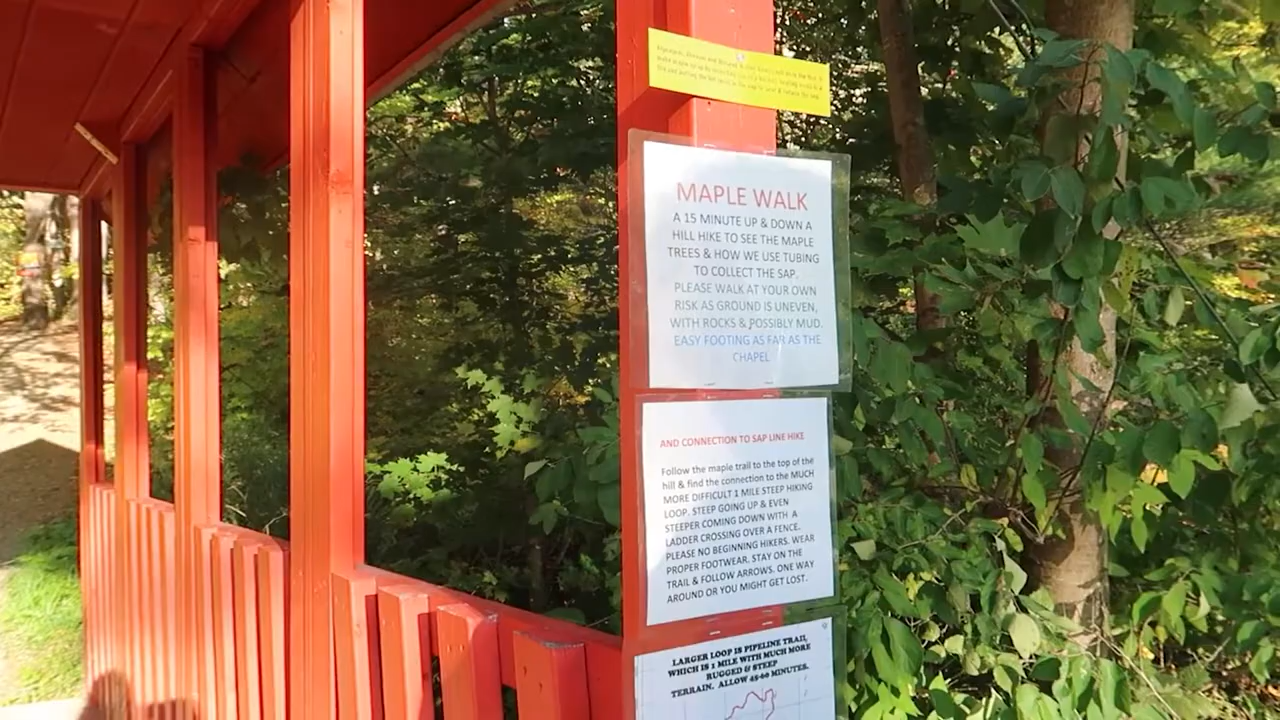 MAPLE WALK
A 15 MINUTE UP & DOWN A
HILL HIKE TO SEE THE MAPLE
TREES & HOW WE USE TUBING
TO COLLECT THE SAP.
PLEASE WALK AT YOUR OWN
RISK AS GROUND IS UNEVEN,
WITH ROCKS & POSSIBLY MUD.
EASY FOOTING AS FAR AS THE
CHAPEL
AND CONNECTION TO SAP LINE HIKE
Follow the maple trail to the top of the
hill & find the connection to the MUCH
MORE DIFFICULT 1 MILE STEEP HIKING
LOOP. STEEP GOING UP & EVEN
STEEPER COMING DOWN WITH A
LADDER CROSSING OVER A FENCE.
PLEASE NO BEGINNING HIKERS. WEAR
PROPER FOOTWEAR. STAY ON THE
TRAIL & FOLLOW ARROWS. ONE WAY
AROUND OR YOU MIGHT GET LOST.
LARGER LOOP IS PIPELINE TRAIL,
WHICH IS 1 MILE WITH MUCH MORE
RUGGED & STEEP
TERRAIN. ALLOW 45-60 MINUTES.